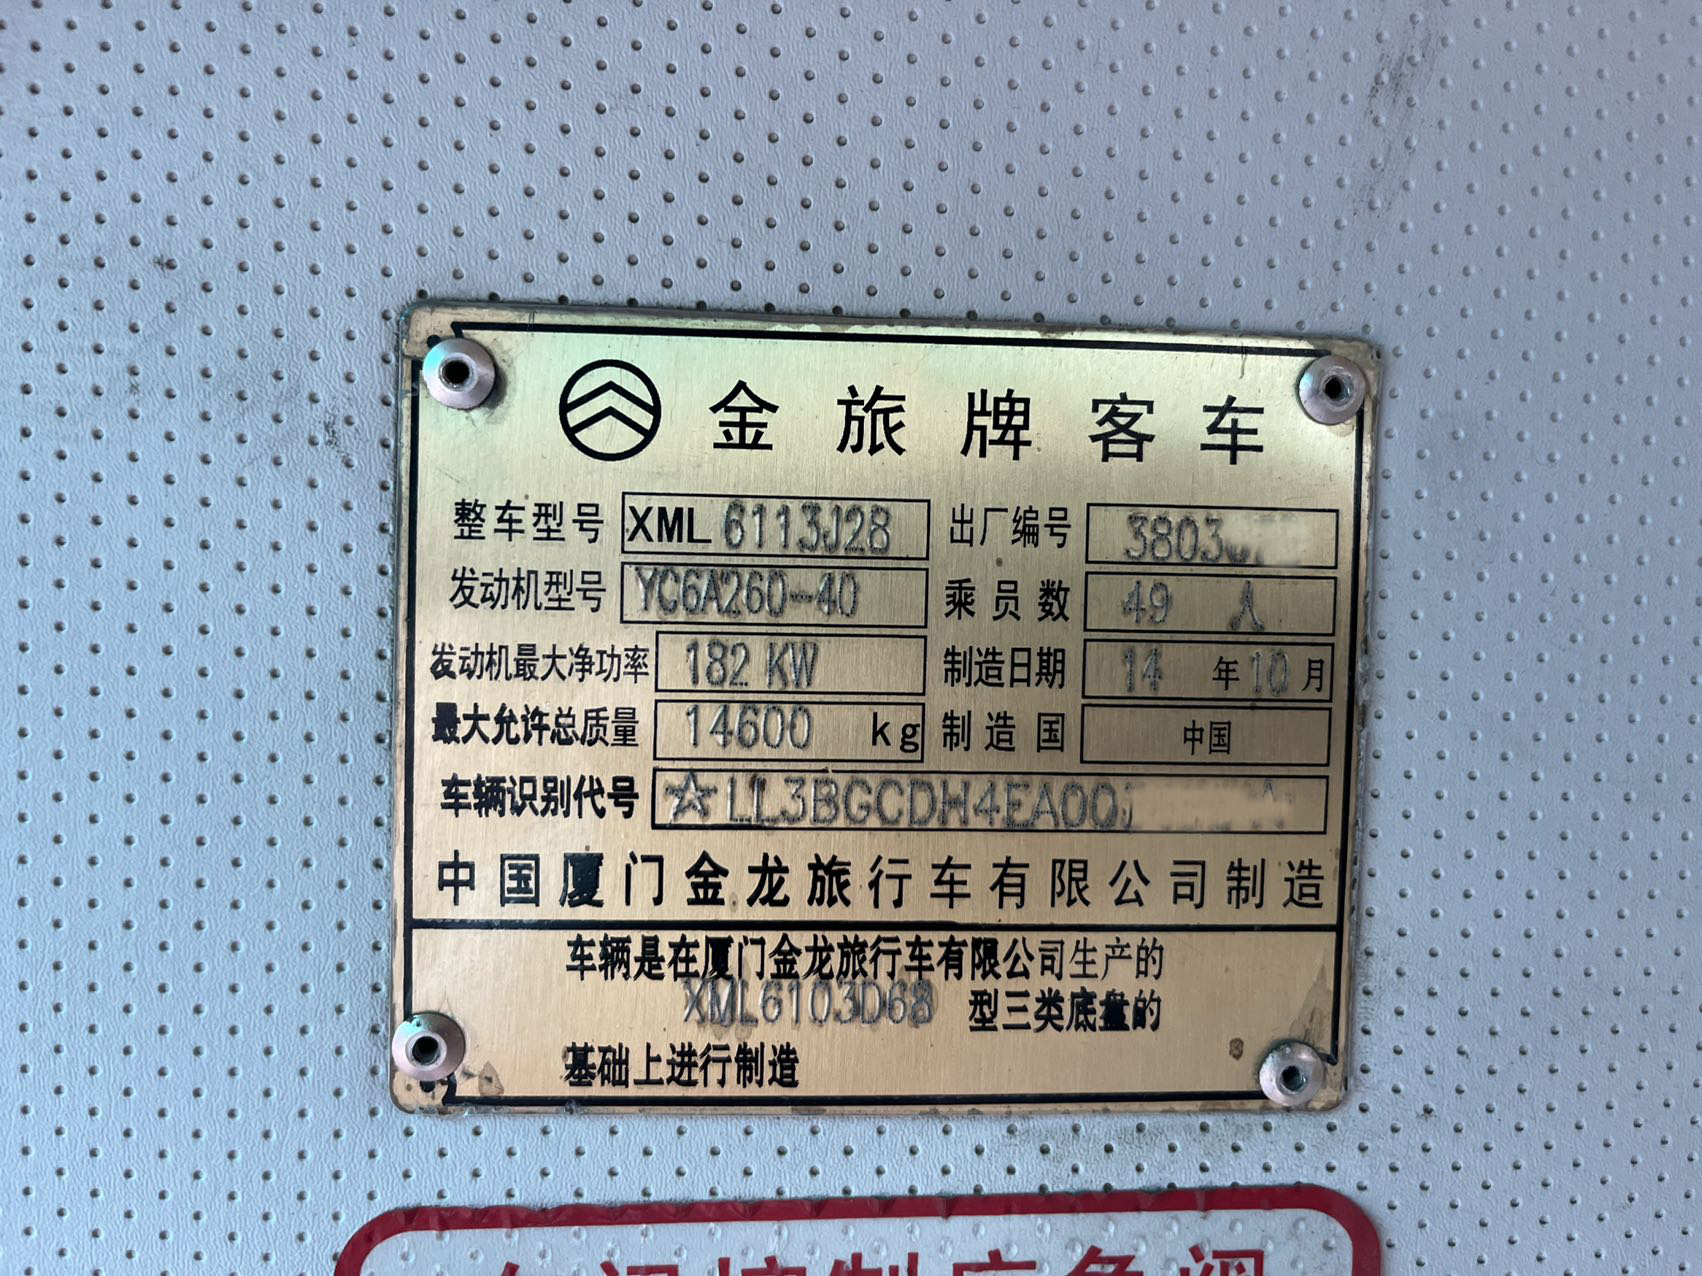 金旅牌客车
整车型号 XML 6113J28 出厂编号 3803
发动机型号 YC6A260-40 乘员数 49 人
发动机最大净功率 182 KW 制造日期 14 年 10 月
最大允许总质量 14600 kg 制造国 中国
车辆识别代号 ☆LL3BGCDH4EA00
中国厦门金龙旅行车有限公司制造
车辆是在厦门金龙旅行车有限公司生产的
XML6103D68 型三类底盘的
基础上进行制造